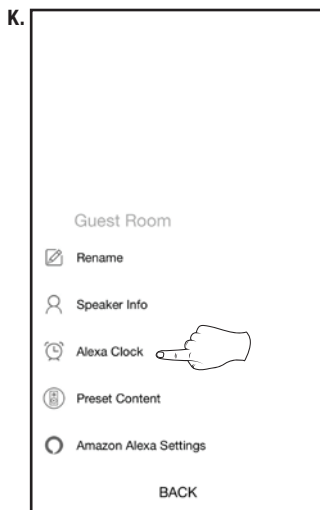 K.
Guest Room
Rename
Speaker Info
Alexa Clock
Preset Content
Amazon Alexa Settings
BACK